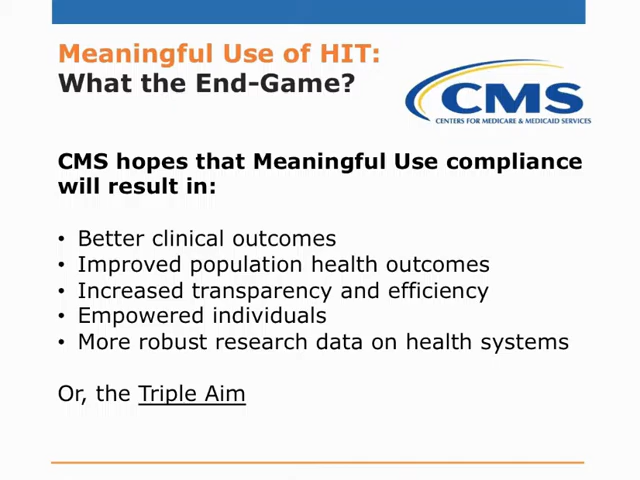 Meaningful Use of HIT:
What the End-Game?
CMS
CENTERS FOR MEDICARE & MEDICAID SERVICES
CMS hopes that Meaningful Use compliance
will result in:
• Better clinical outcomes
• Improved population health outcomes
• Increased transparency and efficiency
• Empowered individuals
• More robust research data on health systems
Or, the Triple Aim